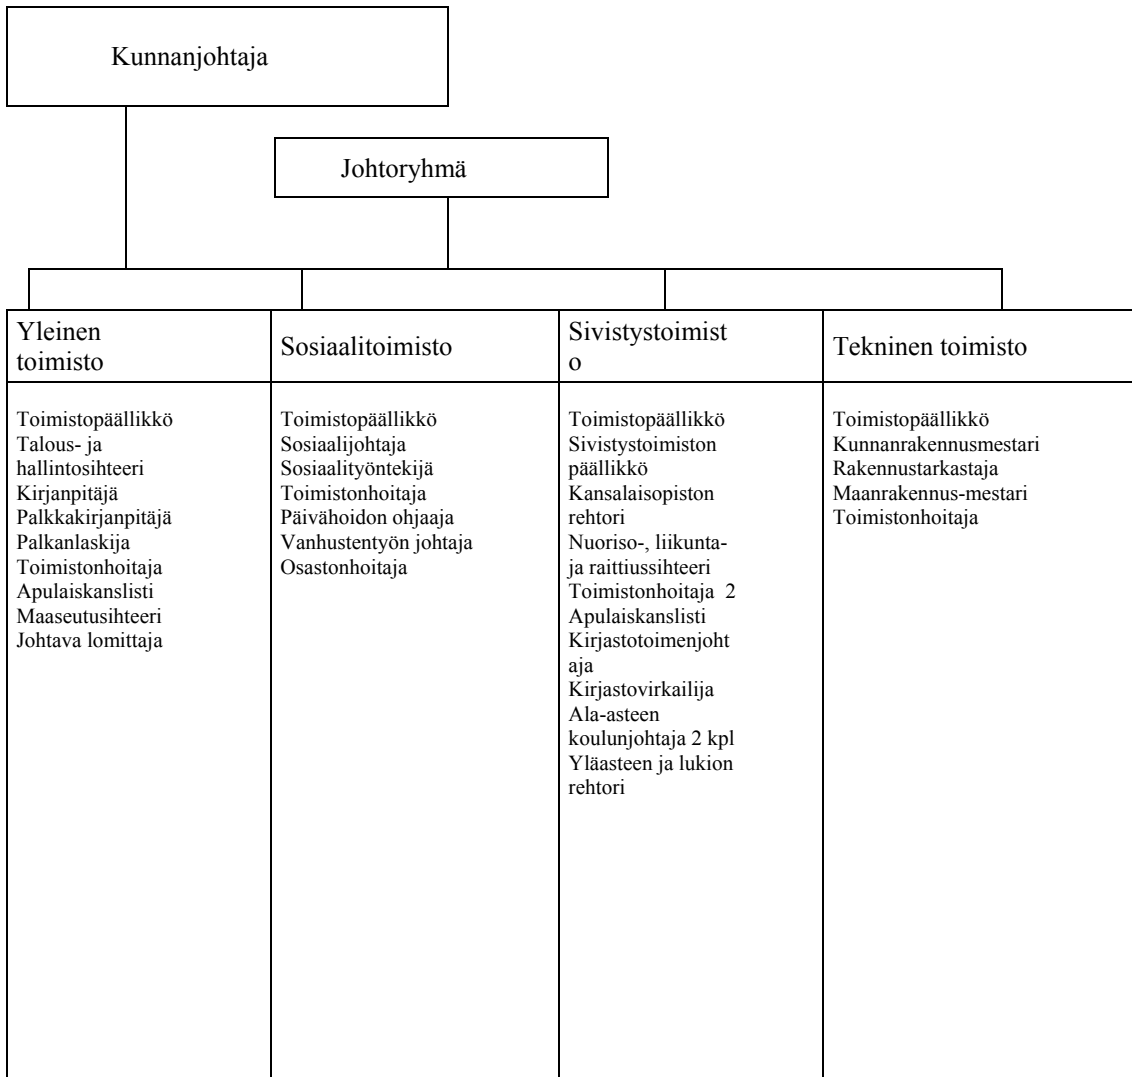 Kunnanjohtaja
Johtoryhmä
Yleinen
toimisto
Sosiaalitoimisto
Sivistystoimist
o
Tekninen toimisto
Toimistopäällikkö
Talous- ja
hallintosihteeri
Kirjanpitäjä
Palkkakirjanpitäjä
Palkanlaskija
Toimistonhoitaja
Apulaiskanslisti
Maaseutusihteeri
Johtava lomittaja
Toimistopäällikkö
Sosiaalijohtaja
Sosiaalityöntekijä
Toimistonhoitaja
Päivähoidon ohjaaja
Vanhustentyön johtaja
Osastonhoitaja
Toimistopäällikkö
Sivistystoimiston
päällikkö
Kansalaisopiston
rehtori
Nuoriso-, liikunta-
ja raittiussihteeri
Toimistonhoitaja 2
Apulaiskanslisti
Kirjastotoimenjoht
aja
Kirjastovirkailija
Ala-asteen
koulunjohtaja 2 kpl
Yläasteen ja lukion
rehtori
Toimistopäällikkö
Kunnanrakennusmestari
Rakennustarkastaja
Maanrakennus-mestari
Toimistonhoitaja